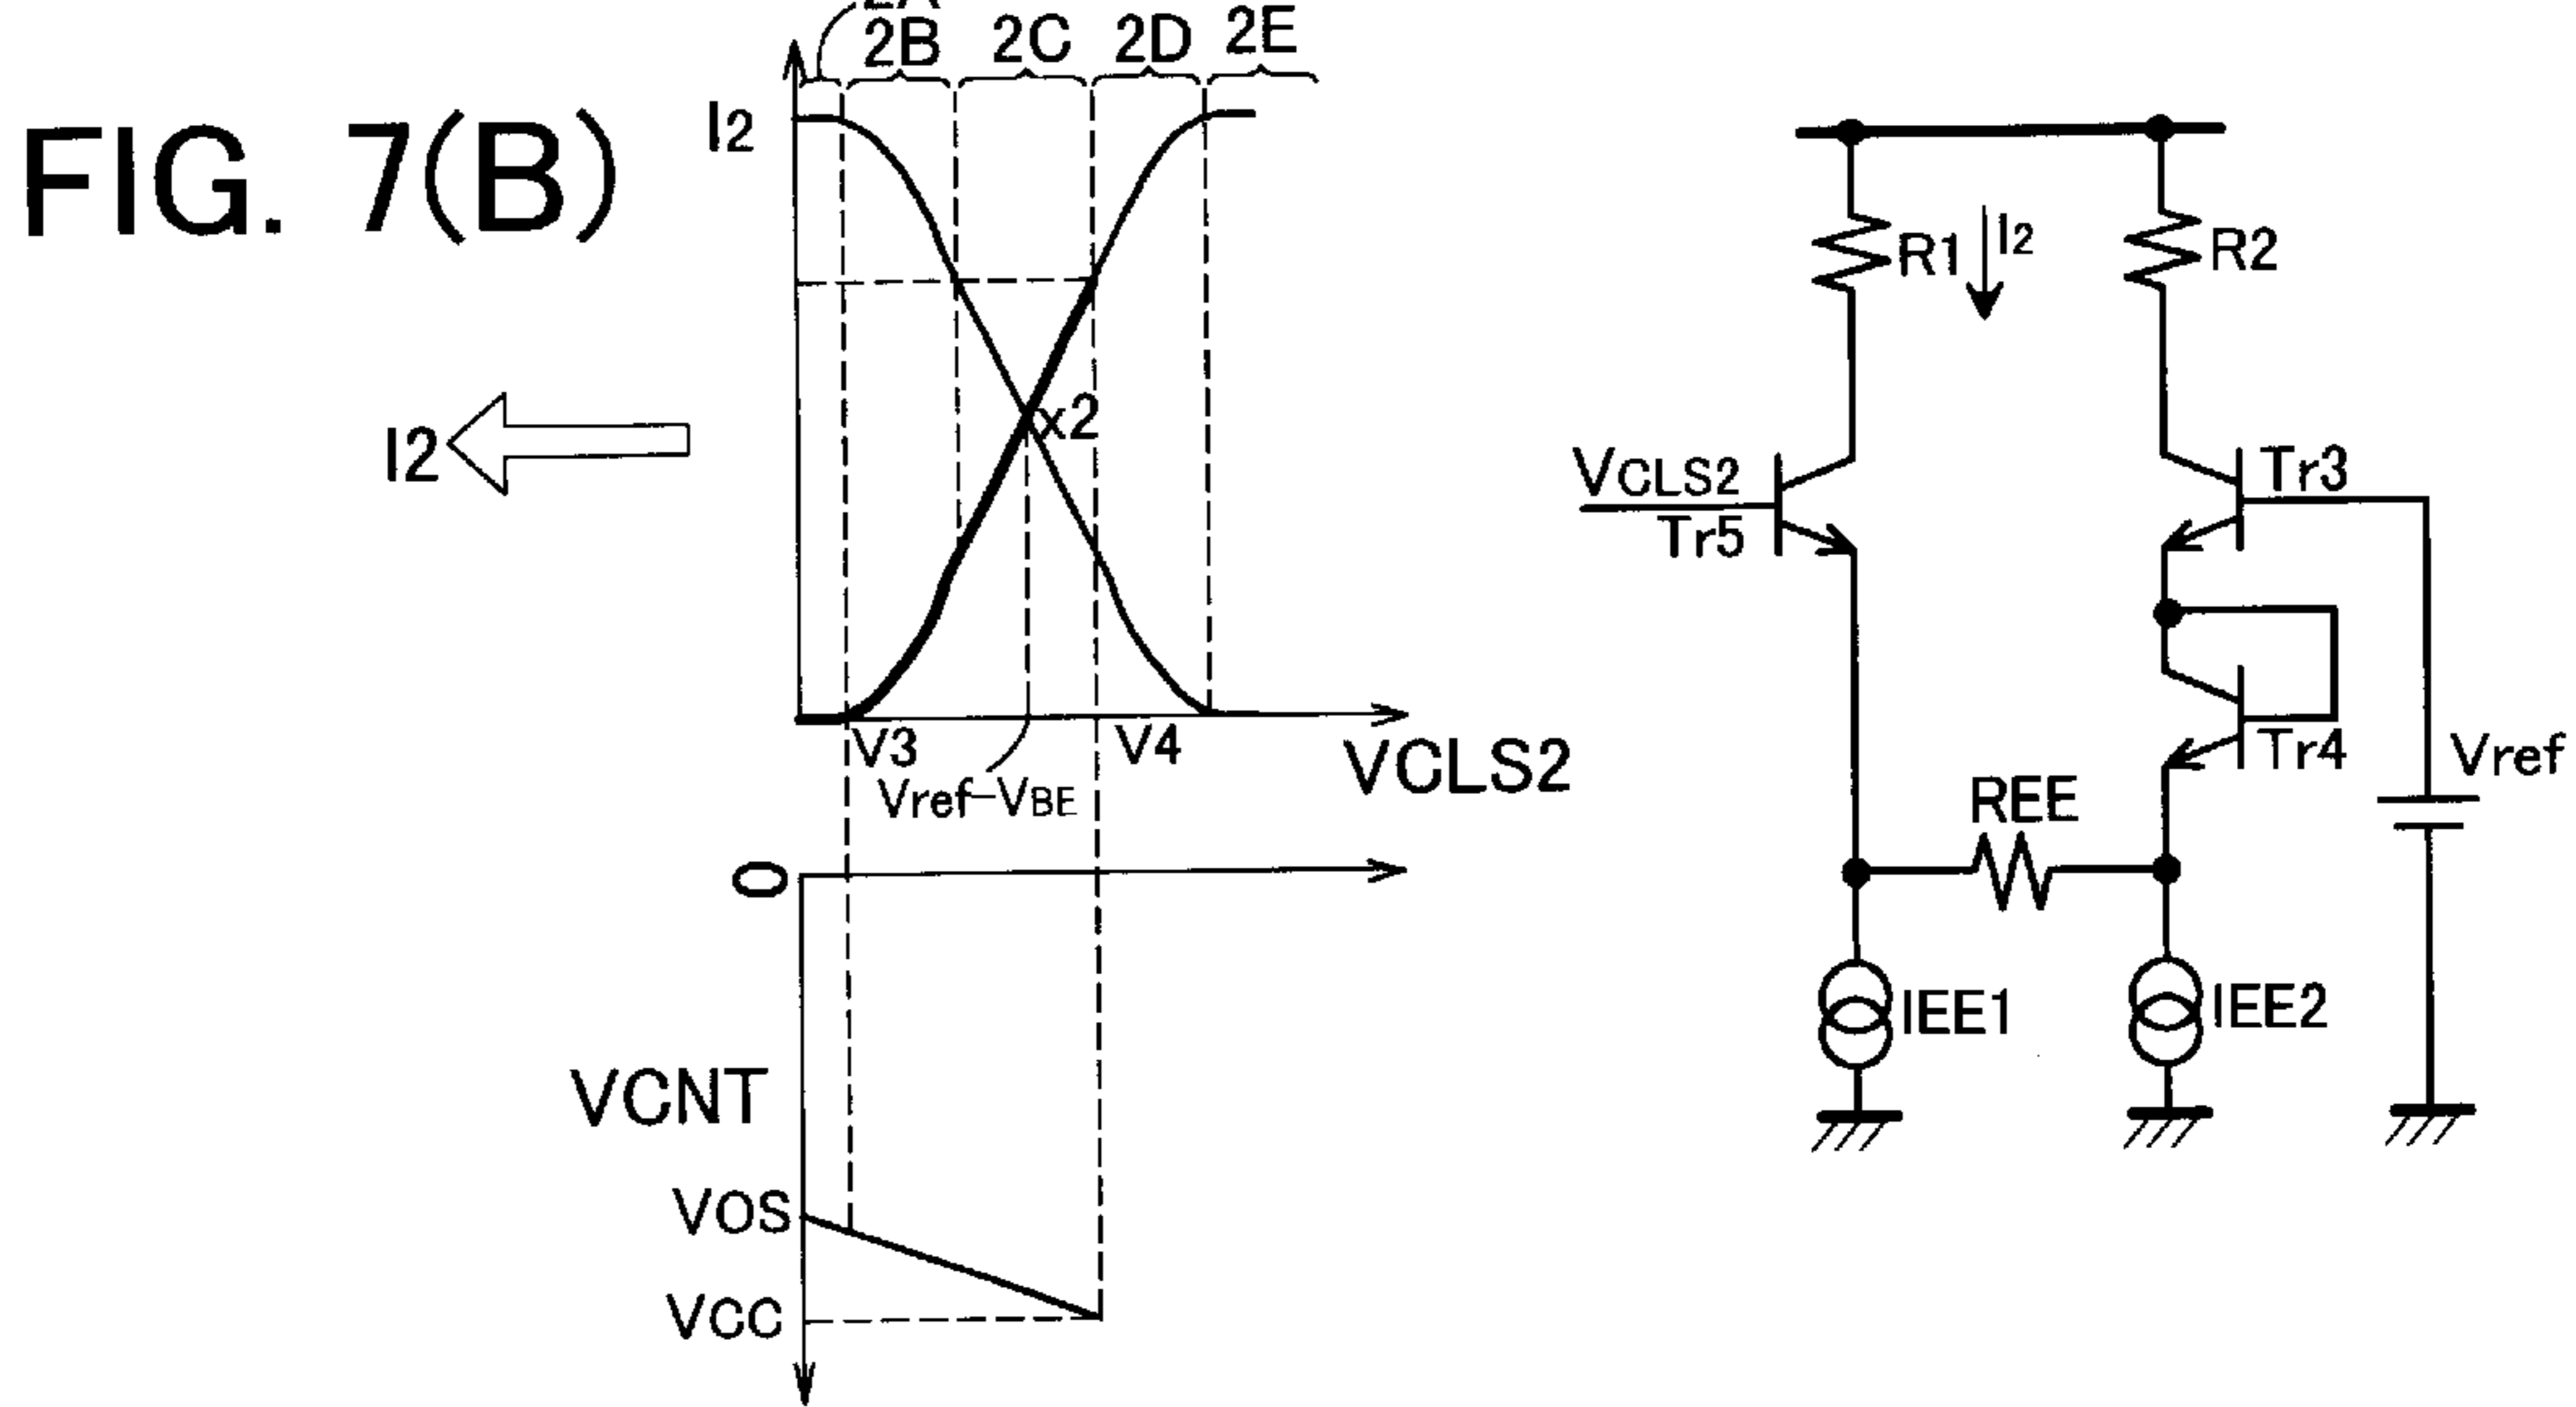 2A
2B 2C 2D 2E
FIG. 7(B)
I2
I2
x2
V3
V4
Vref-VBE
VCLS2
0
VCNT
VOS
VCC
R1
I2
R2
VCLS2
Tr5
Tr3
Tr4
Vref
REE
IEE1
IEE2